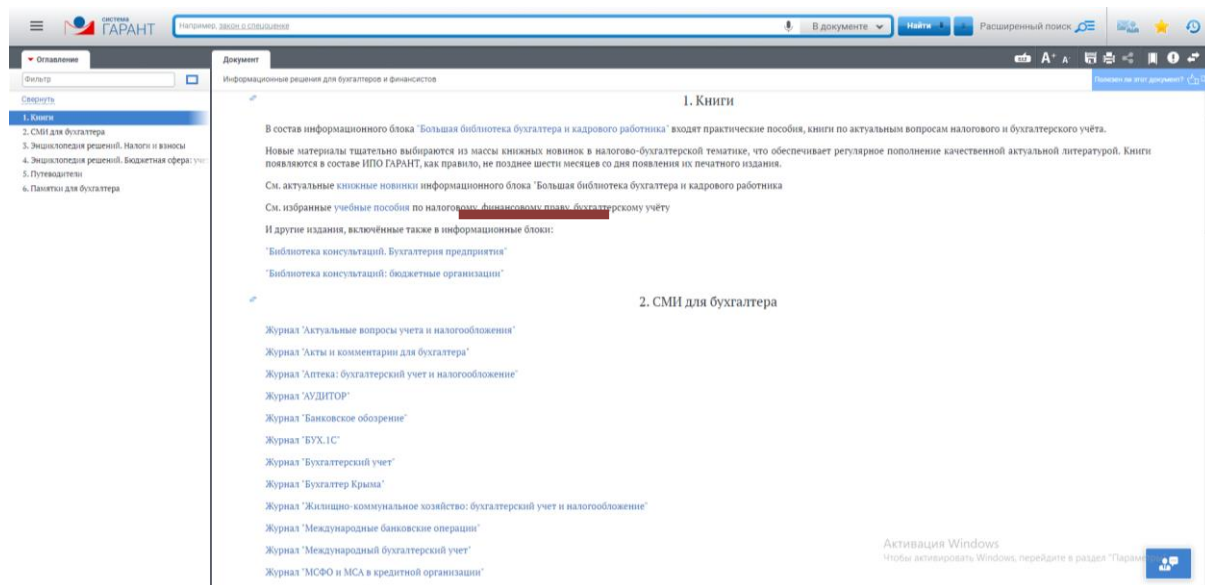 система
ГАРАНТ
Например, закон о спецоценке
В документе
Найти
Расширенный поиск
Оглавление
Документ
A+ A-
Фильтр
Информационные решения для бухгалтеров и финансистов
Полезен ли этот документ?
Свернуть
1. Книги
2. СМИ для бухгалтера
3. Энциклопедия решений. Налоги и взносы
4. Энциклопедия решений. Бюджетная сфера:
5. Путеводители
6. Памятки для бухгалтера
1. Книги
В состав информационного блока "Большая библиотека бухгалтера и кадрового работника" входят практические пособия, книги по актуальным вопросам налогового и бухгалтерского учёта.
Новые материалы тщательно выбираются из массы книжных новинок в налогово-бухгалтерской тематике, что обеспечивает регулярное пополнение качественной актуальной литературой. Книги
появляются в составе ИПО ГАРАНТ, как правило, не позднее шести месяцев со дня появления их печатного издания.
См. актуальные книжные новинки информационного блока "Большая библиотека бухгалтера и кадрового работника
См. избранные учебные пособия по налоговому, финансовому праву, бухгалтерскому учёту
И другие издания, включённые также в информационные блоки:
"Библиотека консультаций. Бухгалтерия предприятия"
"Библиотека консультаций: бюджетные организации"
2. СМИ для бухгалтера
Журнал "Актуальные вопросы учета и налогообложения"
Журнал "Акты и комментарии для бухгалтера"
Журнал "Аптека: бухгалтерский учет и налогообложение"
Журнал "АУДИТОР"
Журнал "Банковское обозрение"
Журнал "БУХ.1С"
Журнал "Бухгалтерский учет"
Журнал "Бухгалтер Крыма"
Журнал "Жилищно-коммунальное хозяйство: бухгалтерский учет и налогообложение"
Журнал "Международные банковские операции"
Журнал "Международный бухгалтерский учет"
Журнал "МСФО и МСА в кредитной организации"
Активация Windows
Чтобы активировать Windows, перейдите в раздел "Парам